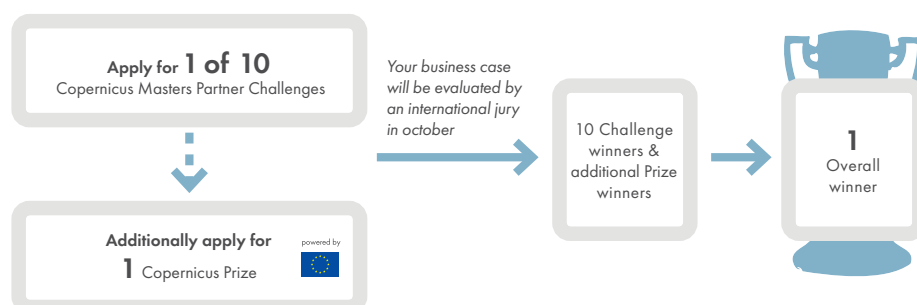 Apply for 1 of 10
Copernicus Masters Partner Challenges
Additionally apply for
1 Copernicus Prize
powered by
Your business case
will be evaluated by
an international jury
in october
10 Challenge
winners &
additional Prize
winners
1
Overall
winner